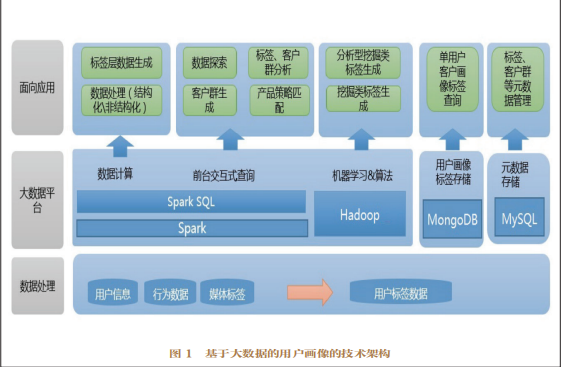 面向应用
标签层数据生成
数据处理（结构
化\非结构化）
数据探索
标签、客户
群分析
客户群生
成
产品策略匹
配
分析型挖掘类
标签生成
挖掘类标签生
成
单用户
客户画
像标签
查询
标签、
客户群
等元数
据管理
大数据平
台
数据计算
前台交互式查询
Spark SQL
Spark
机器学习&算法
Hadoop
用户画像
标签存储
MongoDB
元数据
存储
MySQL
数据处理
用户信息
行为数据
媒体标签
用户标签数据
图 1 基于大数据的用户画像的技术架构